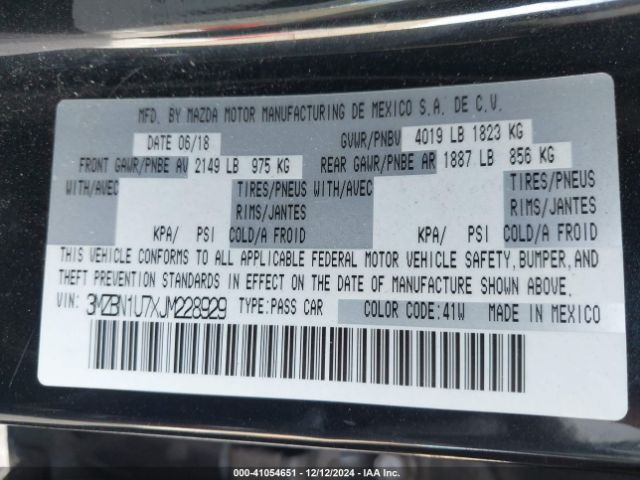 MFD. BY MAZDA MOTOR MANUFACTURING DE MEXICO S.A. DE C.V.
DATE 06/18 GVWR/PNBV 4019 LB 1823 KG
FRONT GAWR/PNBE AV 2149 LB 975 KG REAR GAWR/PNBE AR 1887 LB 856 KG
WITH/AVEC TIRES/PNEUS WITH/AVEC TIRES/PNEUS
RIMS/JANTES RIMS/JANTES
KPA/ PSI COLD/A FROID KPA/ PSI COLD/A FROID
THIS VEHICLE CONFORMS TO ALL APPLICABLE FEDERAL MOTOR VEHICLE SAFETY, BUMPER, AND
THEFT PREVENTION STANDARDS IN EFFECT ON THE DATE OF MANUFACTURE SHOWN ABOVE.
VIN: 3MZBN1U7XJM228929 TYPE:PASS CAR COLOR CODE:41W MADE IN MEXICO
000-41054651 • 12/12/2024 • IAA Inc.